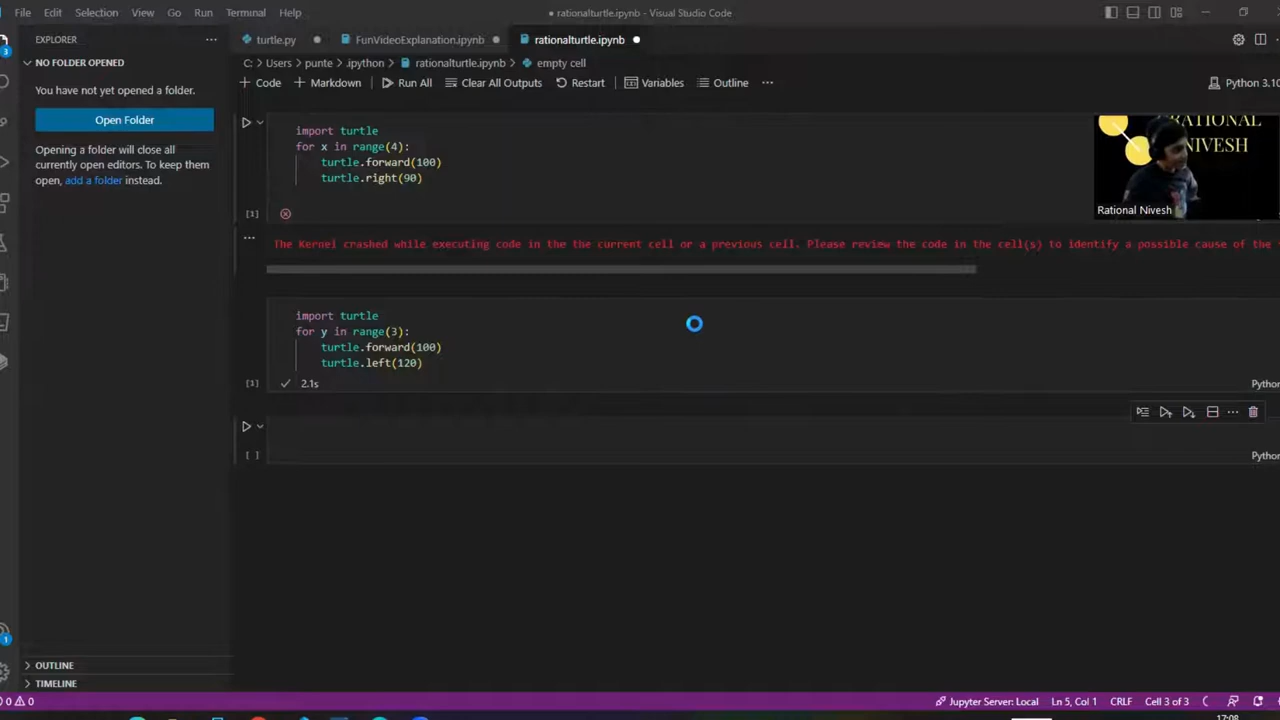 File Edit Selection View Go Run Terminal Help
● rationalturtle.ipynb - Visual Studio Code
EXPLORER
turtle.py
FunVideoExplanation.ipynb
rationalturtle.ipynb
NO FOLDER OPENED
C: > Users > punte > .ipython > rationalturtle.ipynb > empty cell
You have not yet opened a folder.
+ Code + Markdown Run All Clear All Outputs Restart Variables Outline ...
Python 3.10
Open Folder
Opening a folder will close all
currently open editors. To keep them
open, add a folder instead.
import turtle
for x in range(4):
turtle.forward(100)
turtle.right(90)
[1]
RATIONAL
NIVESH
Rational Nivesh
The Kernel crashed while executing code in the the current cell or a previous cell. Please review the code in the cell(s) to identify a possible cause of the
import turtle
for y in range(3):
turtle.forward(100)
turtle.left(120)
[1] 2.1s
Python
[ ]
Python
OUTLINE
TIMELINE
0 0
Jupyter Server: Local Ln 5, Col 1 CRLF Cell 3 of 3
17:08
3
1